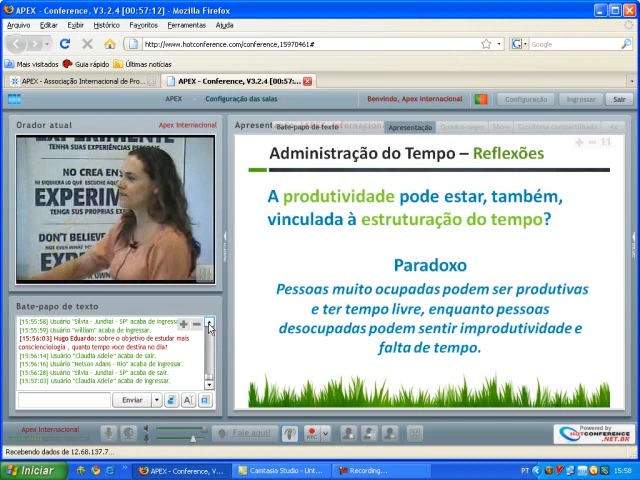 APEX - Conference, V3.2.4 [00:57:12] - Mozilla Firefox
Arquivo Editar Exibir Histórico Favoritos Ferramentas Ajuda
http://www.hotconference.com/conference,15970461#
Google
Mais visitados Guia rápido Últimas notícias
APEX - Associação Internacional de Pro...
APEX - Conference, V3.2.4 [00:57:...
APEX - Configuração das salas
Benvindo, Apex Internacional
Configuração
Ingressar
Sair
Orador atual
Apex Internacional
Bate-papo de texto
Apresentação
EXPERIMENTE
TENHA SUAS EXPERIÊNCIAS
NO CREA EN
EXPERIM
TENGA SUS PROPRIAS
DON'T BELIEVE
Administração do Tempo – Reflexões
A produtividade pode estar, também,
vinculada à estruturação do tempo?
Paradoxo
Pessoas muito ocupadas podem ser produtivas
e ter tempo livre, enquanto pessoas
desocupadas podem sentir improdutividade e
falta de tempo.
Bate-papo de texto
[15:55:58] Usuário "Silvia - Jundiaí - SP" acaba de ingressar.
[15:55:59] Usuário "william" acaba de ingressar.
[15:56:03] Hugo Eduardo: sobre o objetivo de estudar mais
conscienciologia , quanto tempo voce destina no dia?
[15:56:14] Usuário "Claudia Adele" acaba de sair.
[15:56:16] Usuário "Nelson Adams - Rio" acaba de ingressar.
[15:56:28] Usuário "Silvia - Jundiaí - SP" acaba de sair.
[15:57:03] Usuário "Claudia Adele" acaba de ingressar.
Enviar
Apex Internacional
Fale aqui!
REC
Powered by
HOTCONFERENCE
.NET.BR
Recebendo dados de 12.68.137.7...
Iniciar
APEX - Conference, V...
Camtasia Studio - Unt...
Recording...
PT
15:58